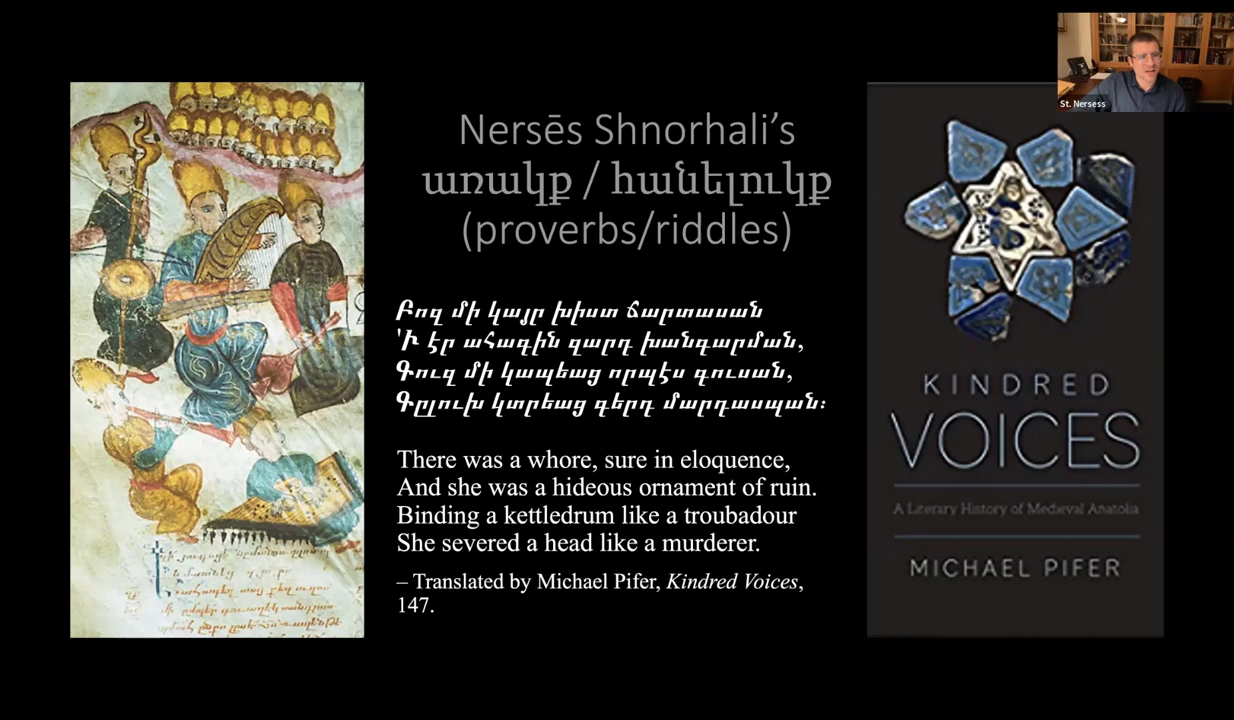 St. Nersess
Nersēs Shnorhali’s
առակք / հանելուկք
(proverbs/riddles)
Բոզ մի կայր խիստ ճարտասան
՚Ի էր ահագին զարդ խանգարման,
Գուզ մի կապեաց որպէս գուսան,
Գըլուխ կտրեաց զերդ մարդասպան։
There was a whore, sure in eloquence,
And she was a hideous ornament of ruin.
Binding a kettledrum like a troubadour
She severed a head like a murderer.
– Translated by Michael Pifer, Kindred Voices,
147.
KINDRED
VOICES
A Literary History of Medieval Anatolia
MICHAEL PIFER